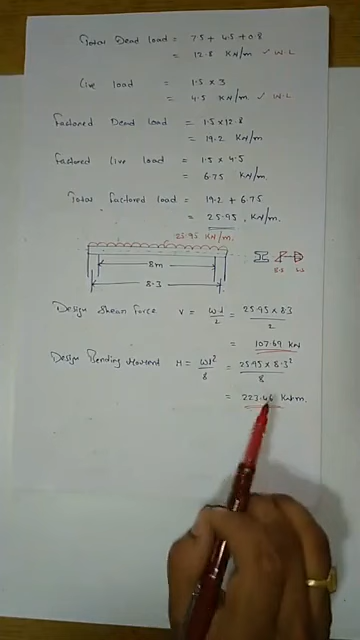 Total Dead load = 7.5 + 4.5 + 0.8
= 12.8 KN/m ✓ W.L
Live load = 1.5 × 3
= 4.5 KN/m ✓ W.L
Factored Dead load = 1.5 × 12.8
= 19.2 KN/m
Factored Live load = 1.5 × 4.5
= 6.75 KN/m.
Total Factored load = 19.2 + 6.75
= 25.95 KN/m.
25.95 KN/m.
8m
8.3
Design Shear Force V = wl/2 = 25.95 × 8.3/2
= 107.69 KN
Design Bending Moment M = wl²/8 = 25.95 × 8.3²/8
= 223.46 KN-m.